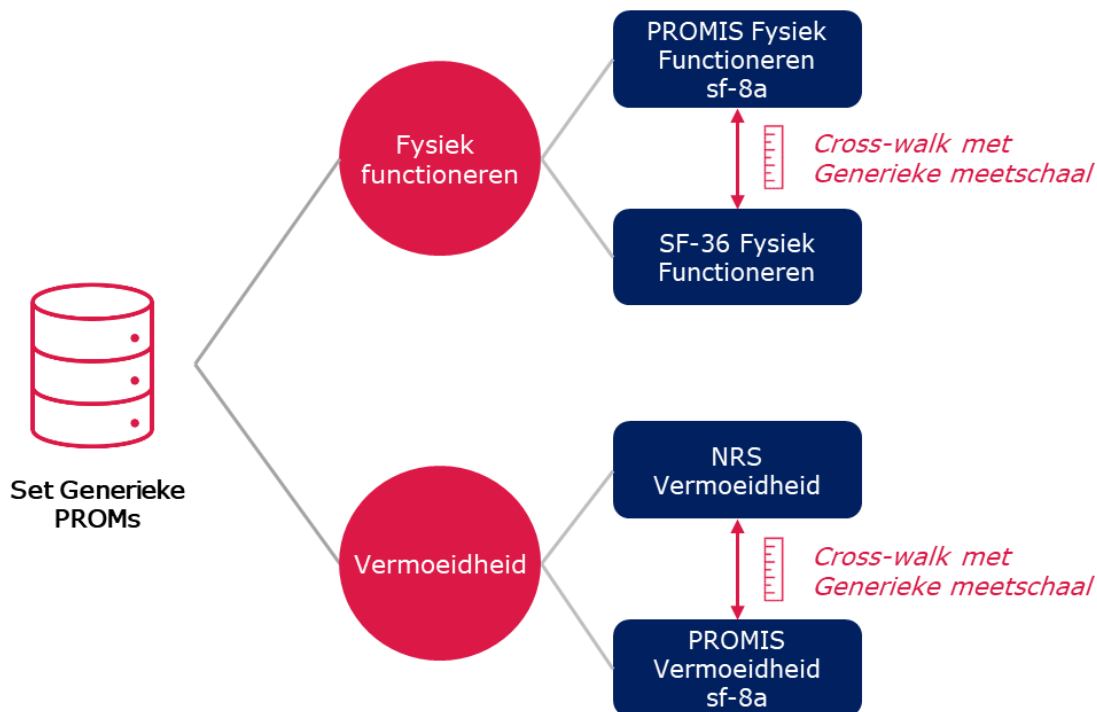 PROMIS Fysiek
Functioneren
sf-8a
Fysiek
functioneren
Cross-walk met
Generieke meetschaal
SF-36 Fysiek
Functioneren
Set Generieke
PROMs
NRS
Vermoeidheid
Vermoeidheid
Cross-walk met
Generieke meetschaal
PROMIS
Vermoeidheid
sf-8a